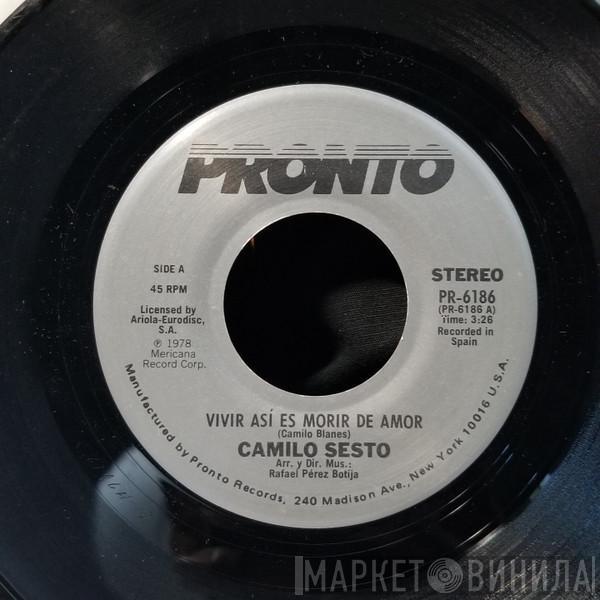 PRONTO
SIDE A
45 RPM
Licensed by
Ariola-Eurodisc,
S.A.
℗ 1978
Mericana
Record Corp.
STEREO
PR-6186
(PR-6186 A)
Time: 3:26
Recorded in
Spain
VIVIR ASÍ ES MORIR DE AMOR
(Camilo Blanes)
CAMILO SESTO
Arr. y Dir. Mus.:
Rafael Pérez Botija
Manufactured by Pronto Records, 240 Madison Ave., New York 10016 U.S.A.
МАРКЕТ ВИНИЛА